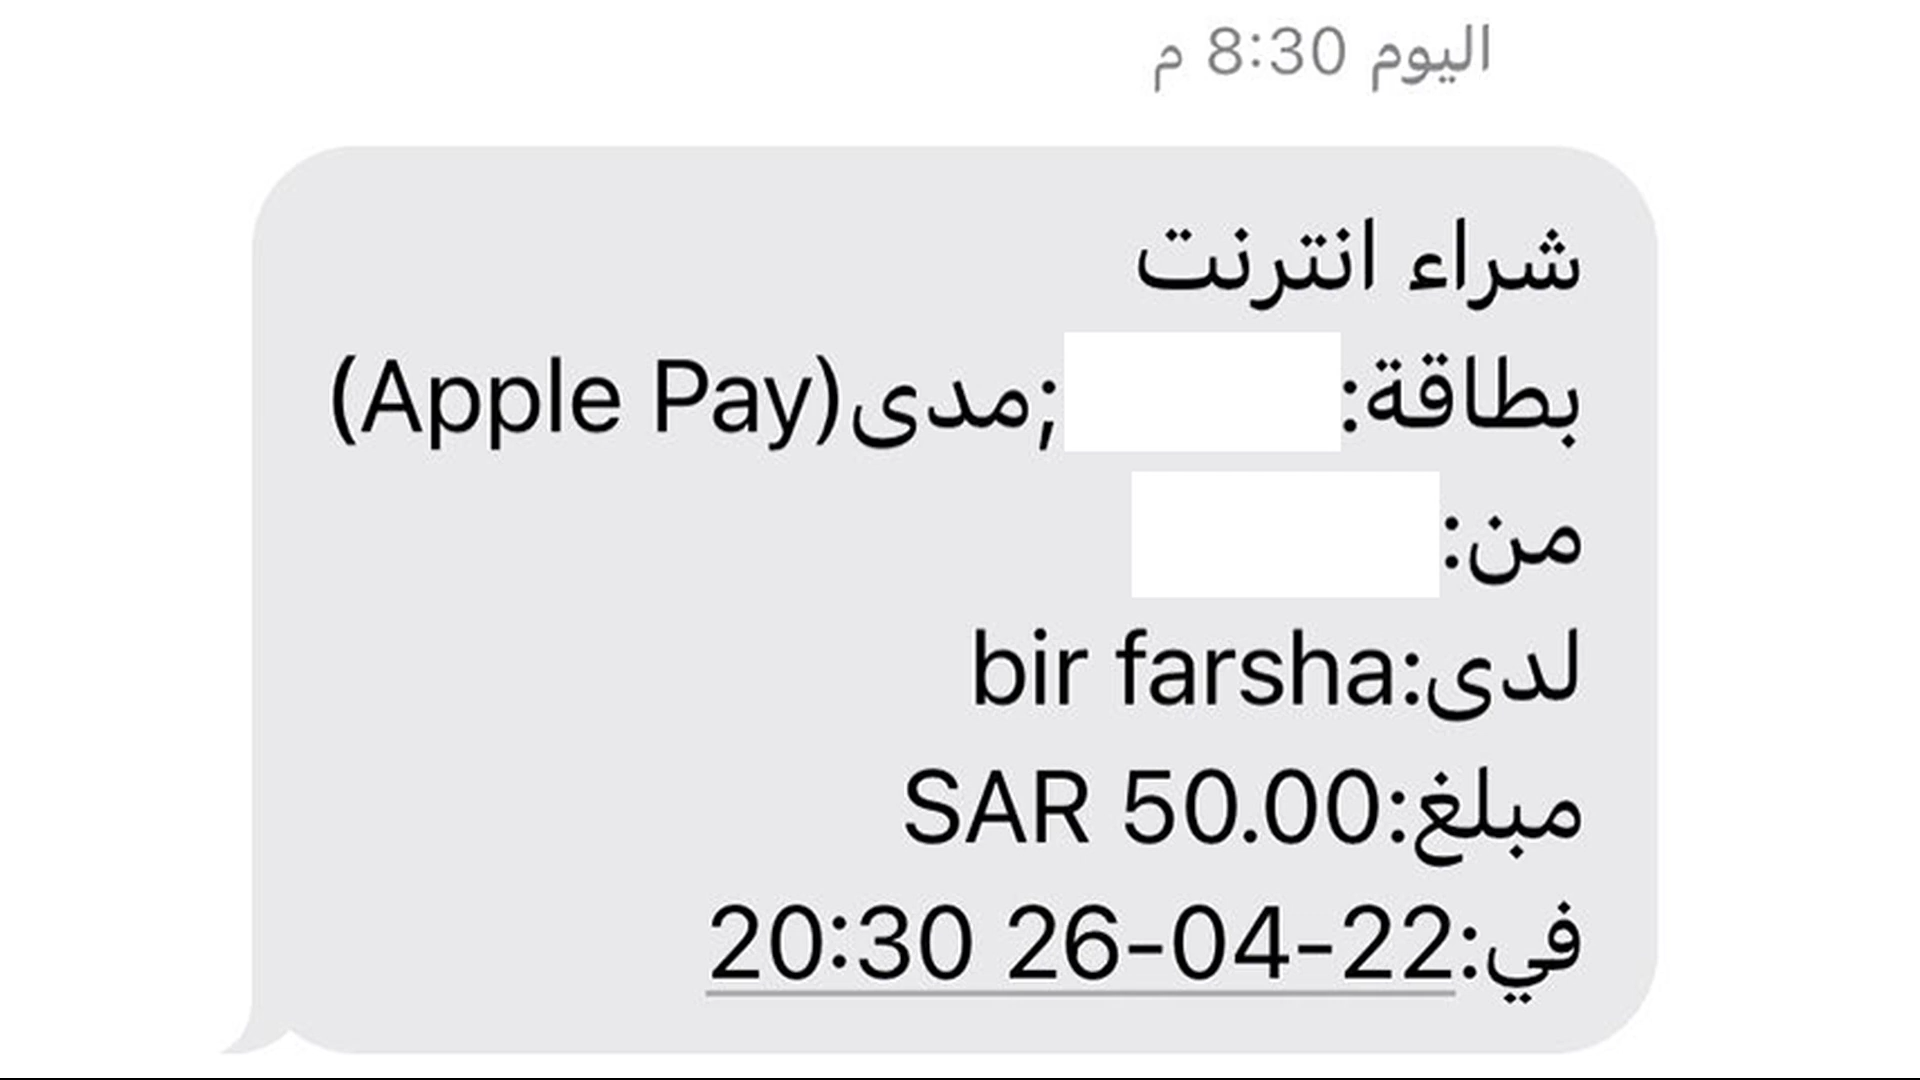 اليوم 8:30 م
شراء انترنت
بطاقة:;مدى(Apple Pay)
من:
لدى:bir farsha
مبلغ:SAR 50.00
في:20:30 26-04-22